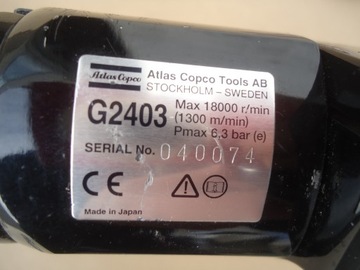 Atlas Copco
Atlas Copco Tools AB
STOCKHOLM – SWEDEN
G2403
Max 18000 r/min
(1300 m/min)
Pmax 6.3 bar (e)
SERIAL No. 040074
CE
Made in Japan